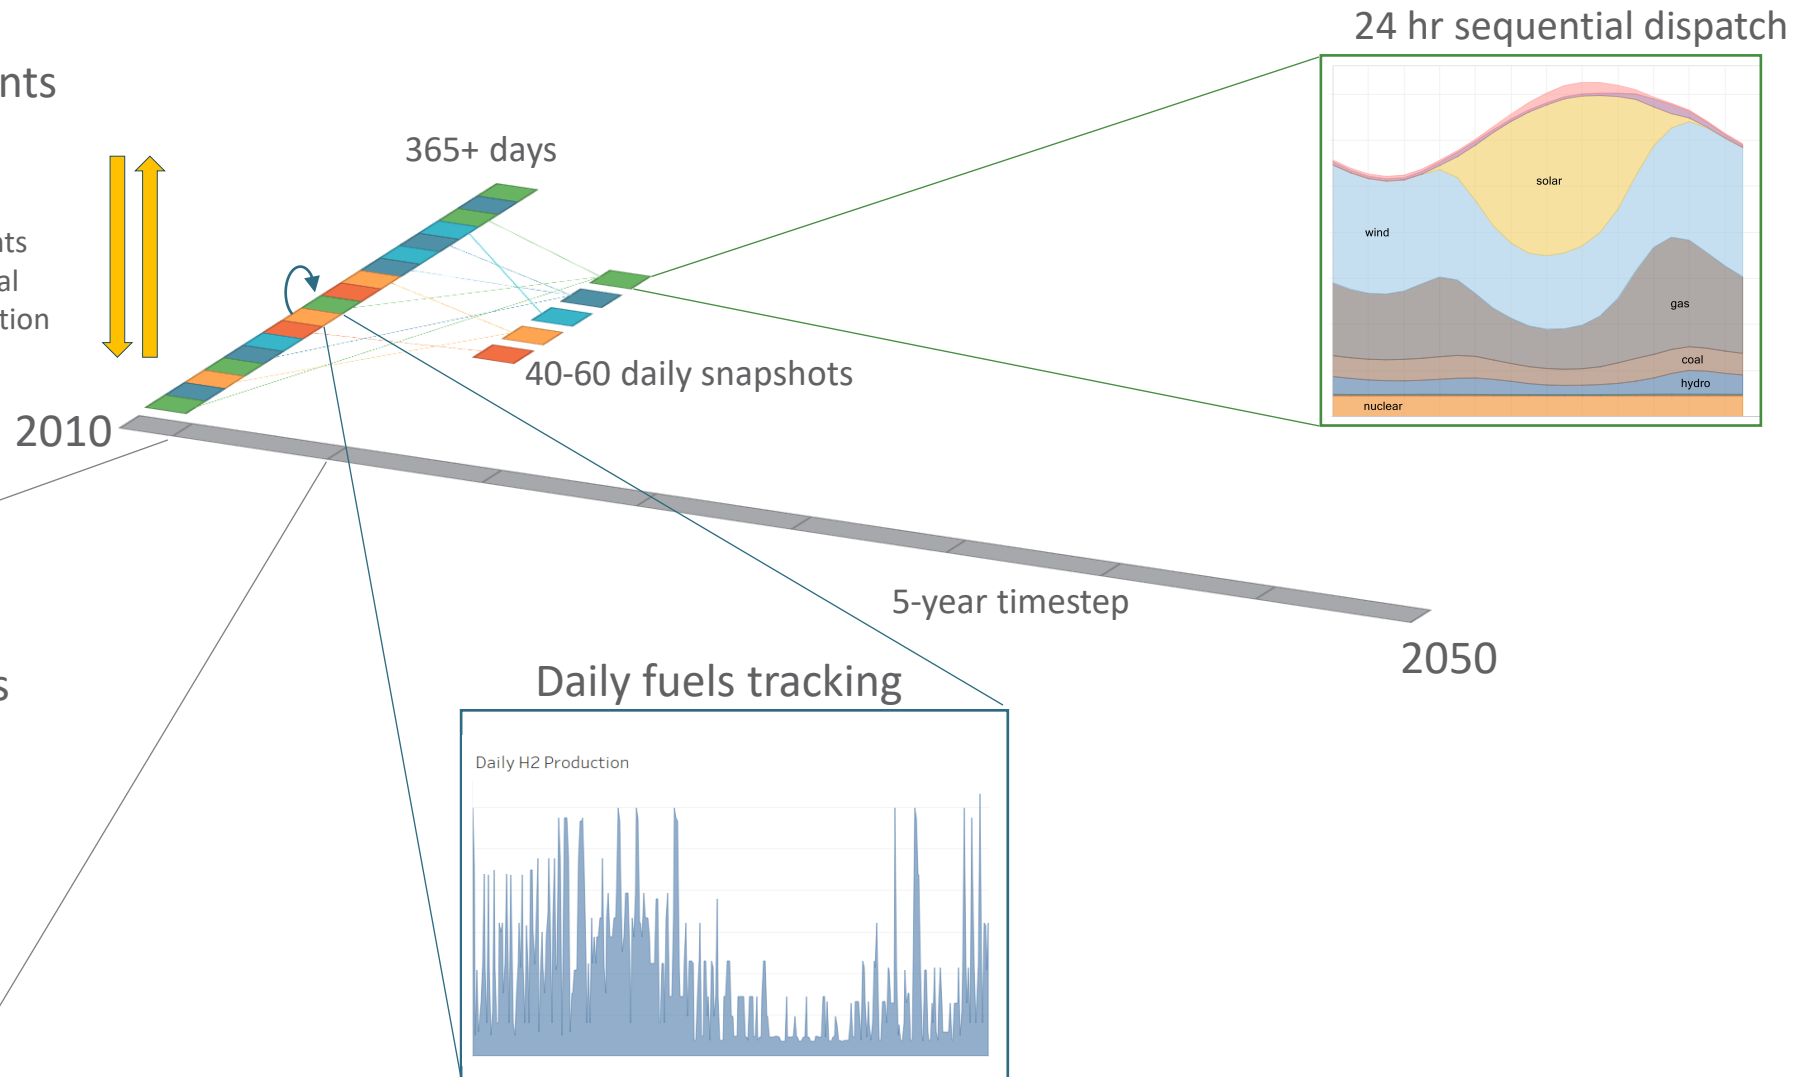 24 hr sequential dispatch
nts
365+ days
solar
wind
nts
al
tion
gas
coal
hydro
nuclear
40-60 daily snapshots
2010
5-year timestep
2050
s
Daily fuels tracking
Daily H2 Production